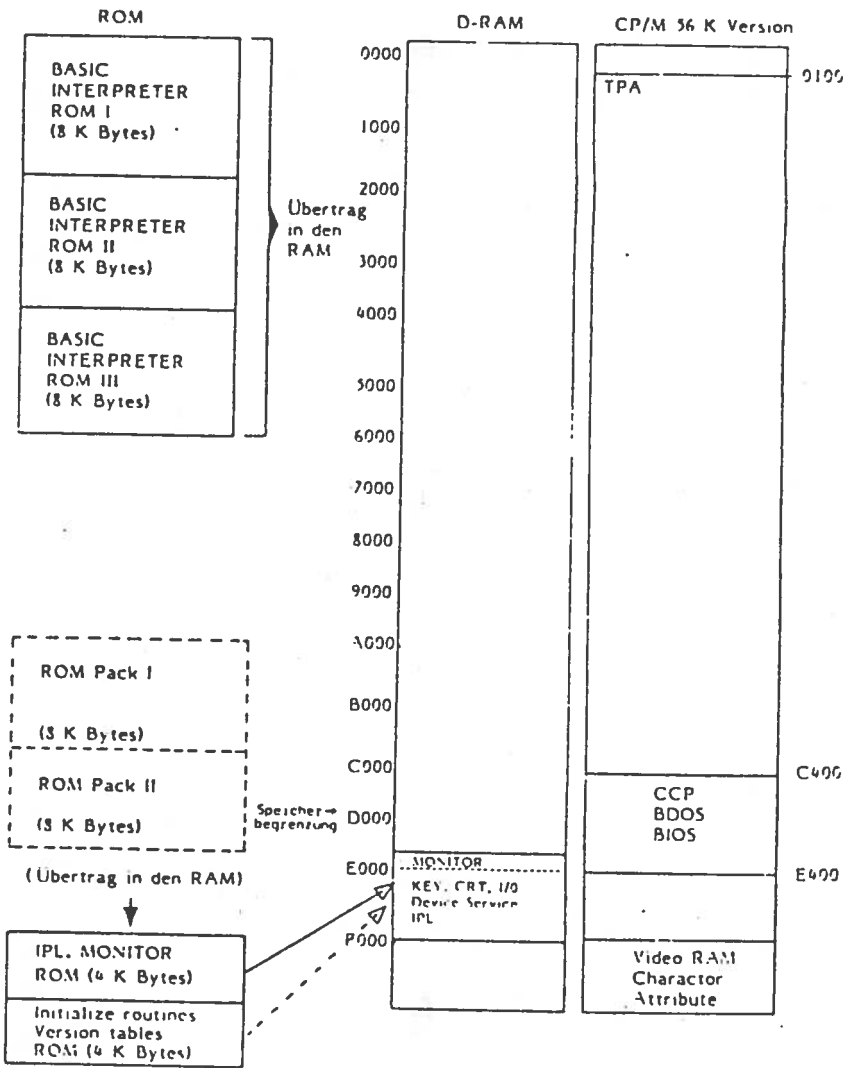 ROM
BASIC
INTERPRETER
ROM I
(8 K Bytes)
BASIC
INTERPRETER
ROM II
(8 K Bytes)
BASIC
INTERPRETER
ROM III
(8 K Bytes)
Übertrag
in den
RAM
ROM Pack I
(8 K Bytes)
ROM Pack II
(8 K Bytes)
(Übertrag in den RAM)
IPL. MONITOR
ROM (4 K Bytes)
Initialize routines
Version tables
ROM (4 K Bytes)
Speicher→
begrenzung
D-RAM
0000
1000
2000
3000
4000
5000
6000
7000
8000
9000
A000
B000
C000
D000
E000
F000
MONITOR
KEY, CRT, I/O
Device Service
IPL
CP/M 56 K Version
TPA
0100
C400
CCP
BDOS
BIOS
E400
Video RAM
Charactor
Attribute